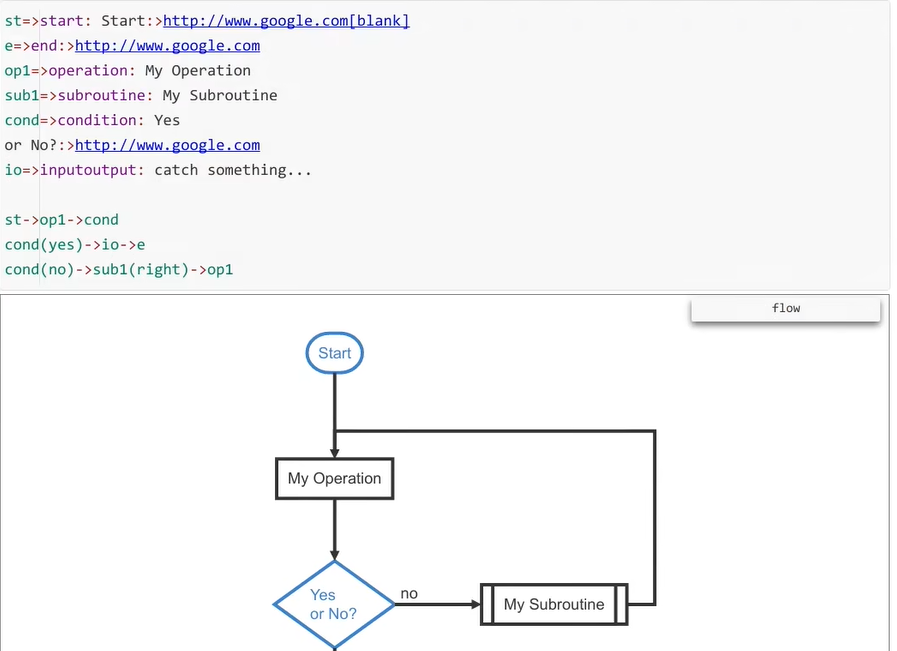 st=>start: Start:>http://www.google.com[blank]
e=>end:>http://www.google.com
op1=>operation: My Operation
sub1=>subroutine: My Subroutine
cond=>condition: Yes
or No?:>http://www.google.com
io=>inputoutput: catch something...
st->op1->cond
cond(yes)->io->e
cond(no)->sub1(right)->op1
flow
Start
My Operation
Yes
or No?
no
My Subroutine